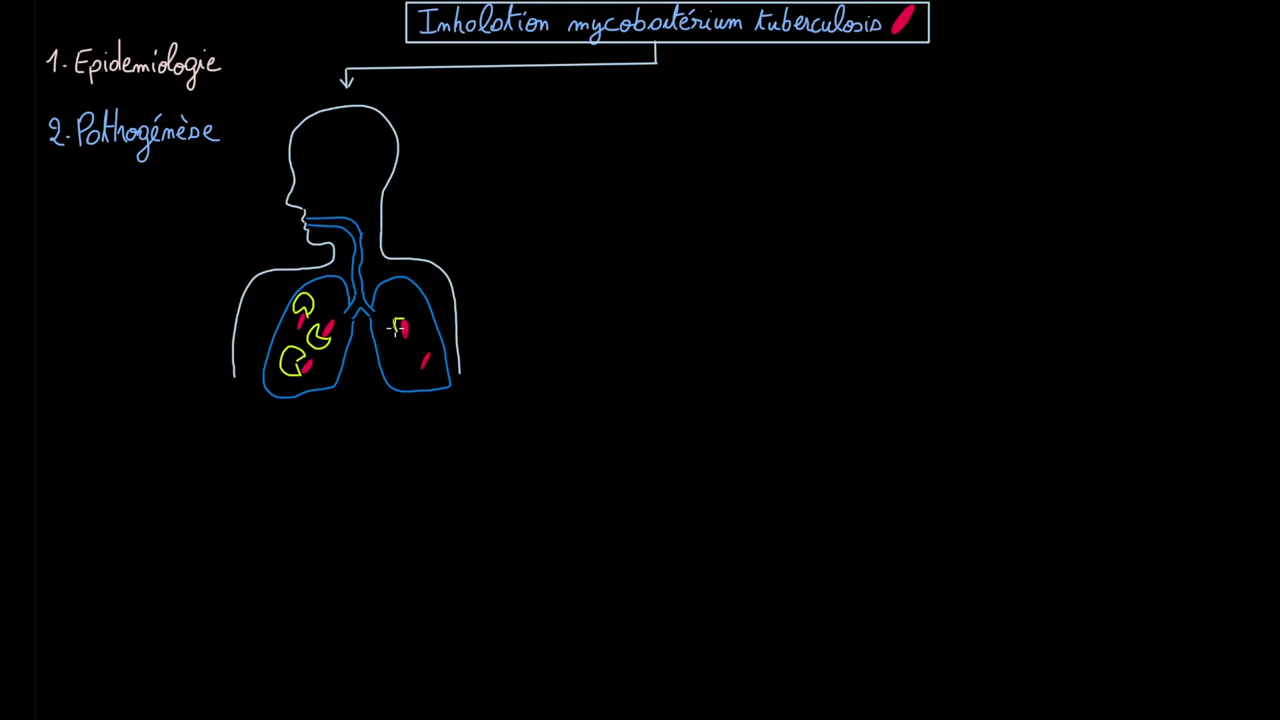 Inhalation mycobactérium tuberculosis
1. Epidemiologie
2. Pathogénèse